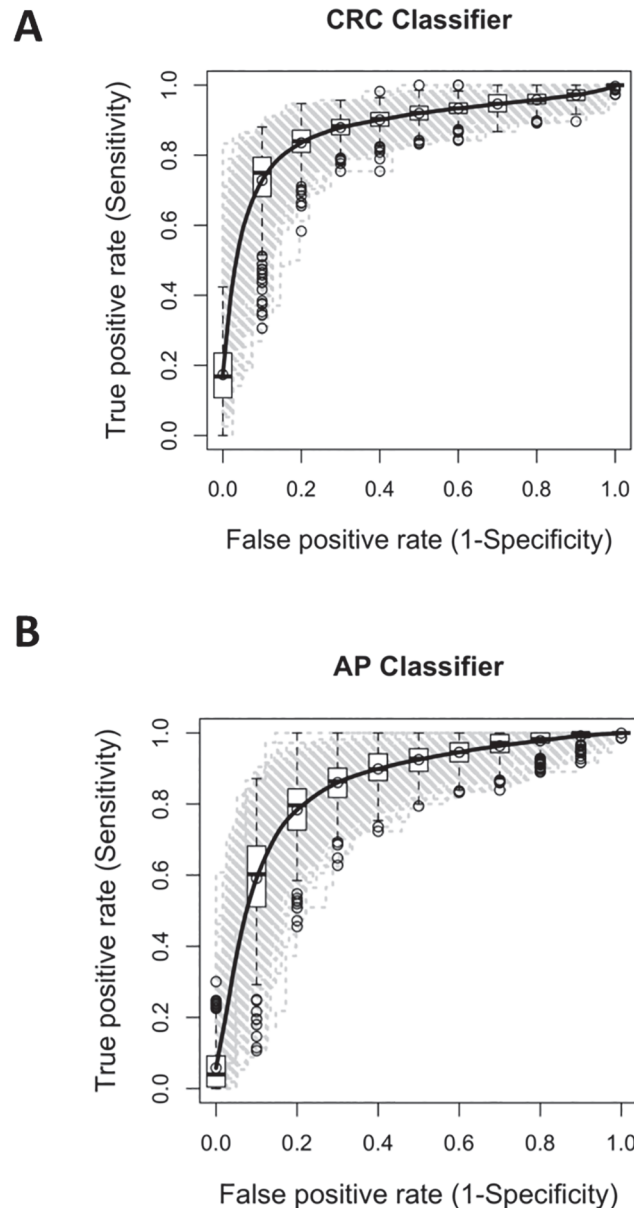 A
CRC Classifier
True positive rate (Sensitivity)
1.0
0.8
0.6
0.4
0.2
0.0
0.0 0.2 0.4 0.6 0.8 1.0
False positive rate (1-Specificity)
B
AP Classifier
True positive rate (Sensitivity)
1.0
0.8
0.6
0.4
0.2
0.0
0.0 0.2 0.4 0.6 0.8 1.0
False positive rate (1-Specificity)